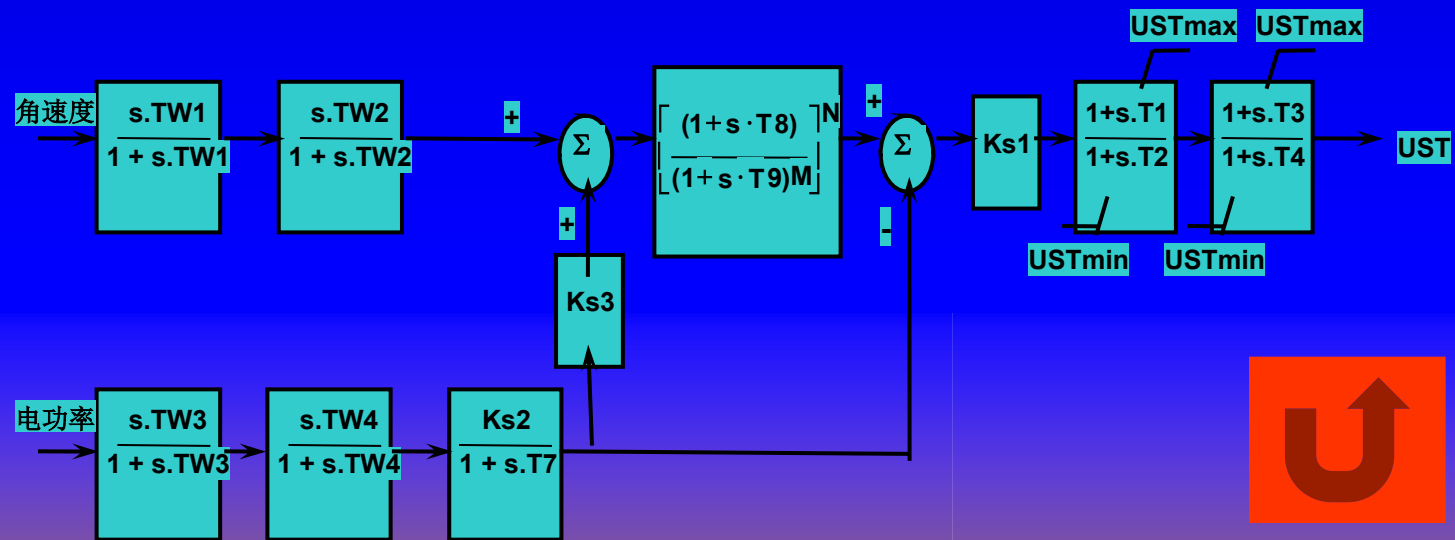 USTmax USTmax
角速度
s.TW1
1 + s.TW1
s.TW2
1 + s.TW2
+
Σ
+
(1+s·T8)
(1+s·T9)M
N
+
Σ
-
Ks1
1+s.T1
1+s.T2
1+s.T3
1+s.T4
UST
USTmin USTmin
Ks3
电功率
s.TW3
1 + s.TW3
s.TW4
1 + s.TW4
Ks2
1 + s.T7